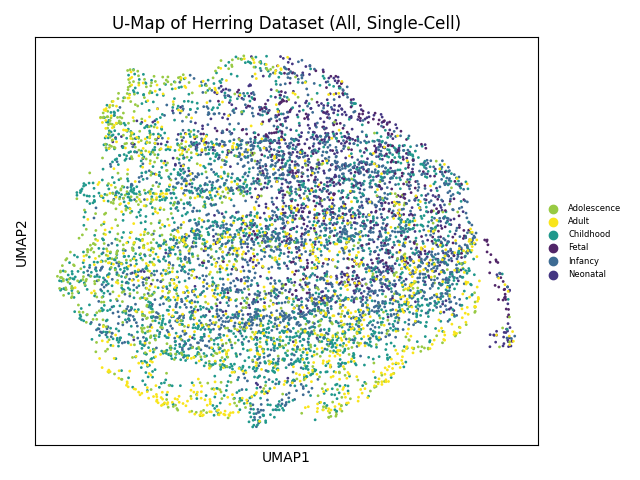 U-Map of Herring Dataset (All, Single-Cell)
UMAP2
Adolescence
Adult
Childhood
Fetal
Infancy
Neonatal
UMAP1